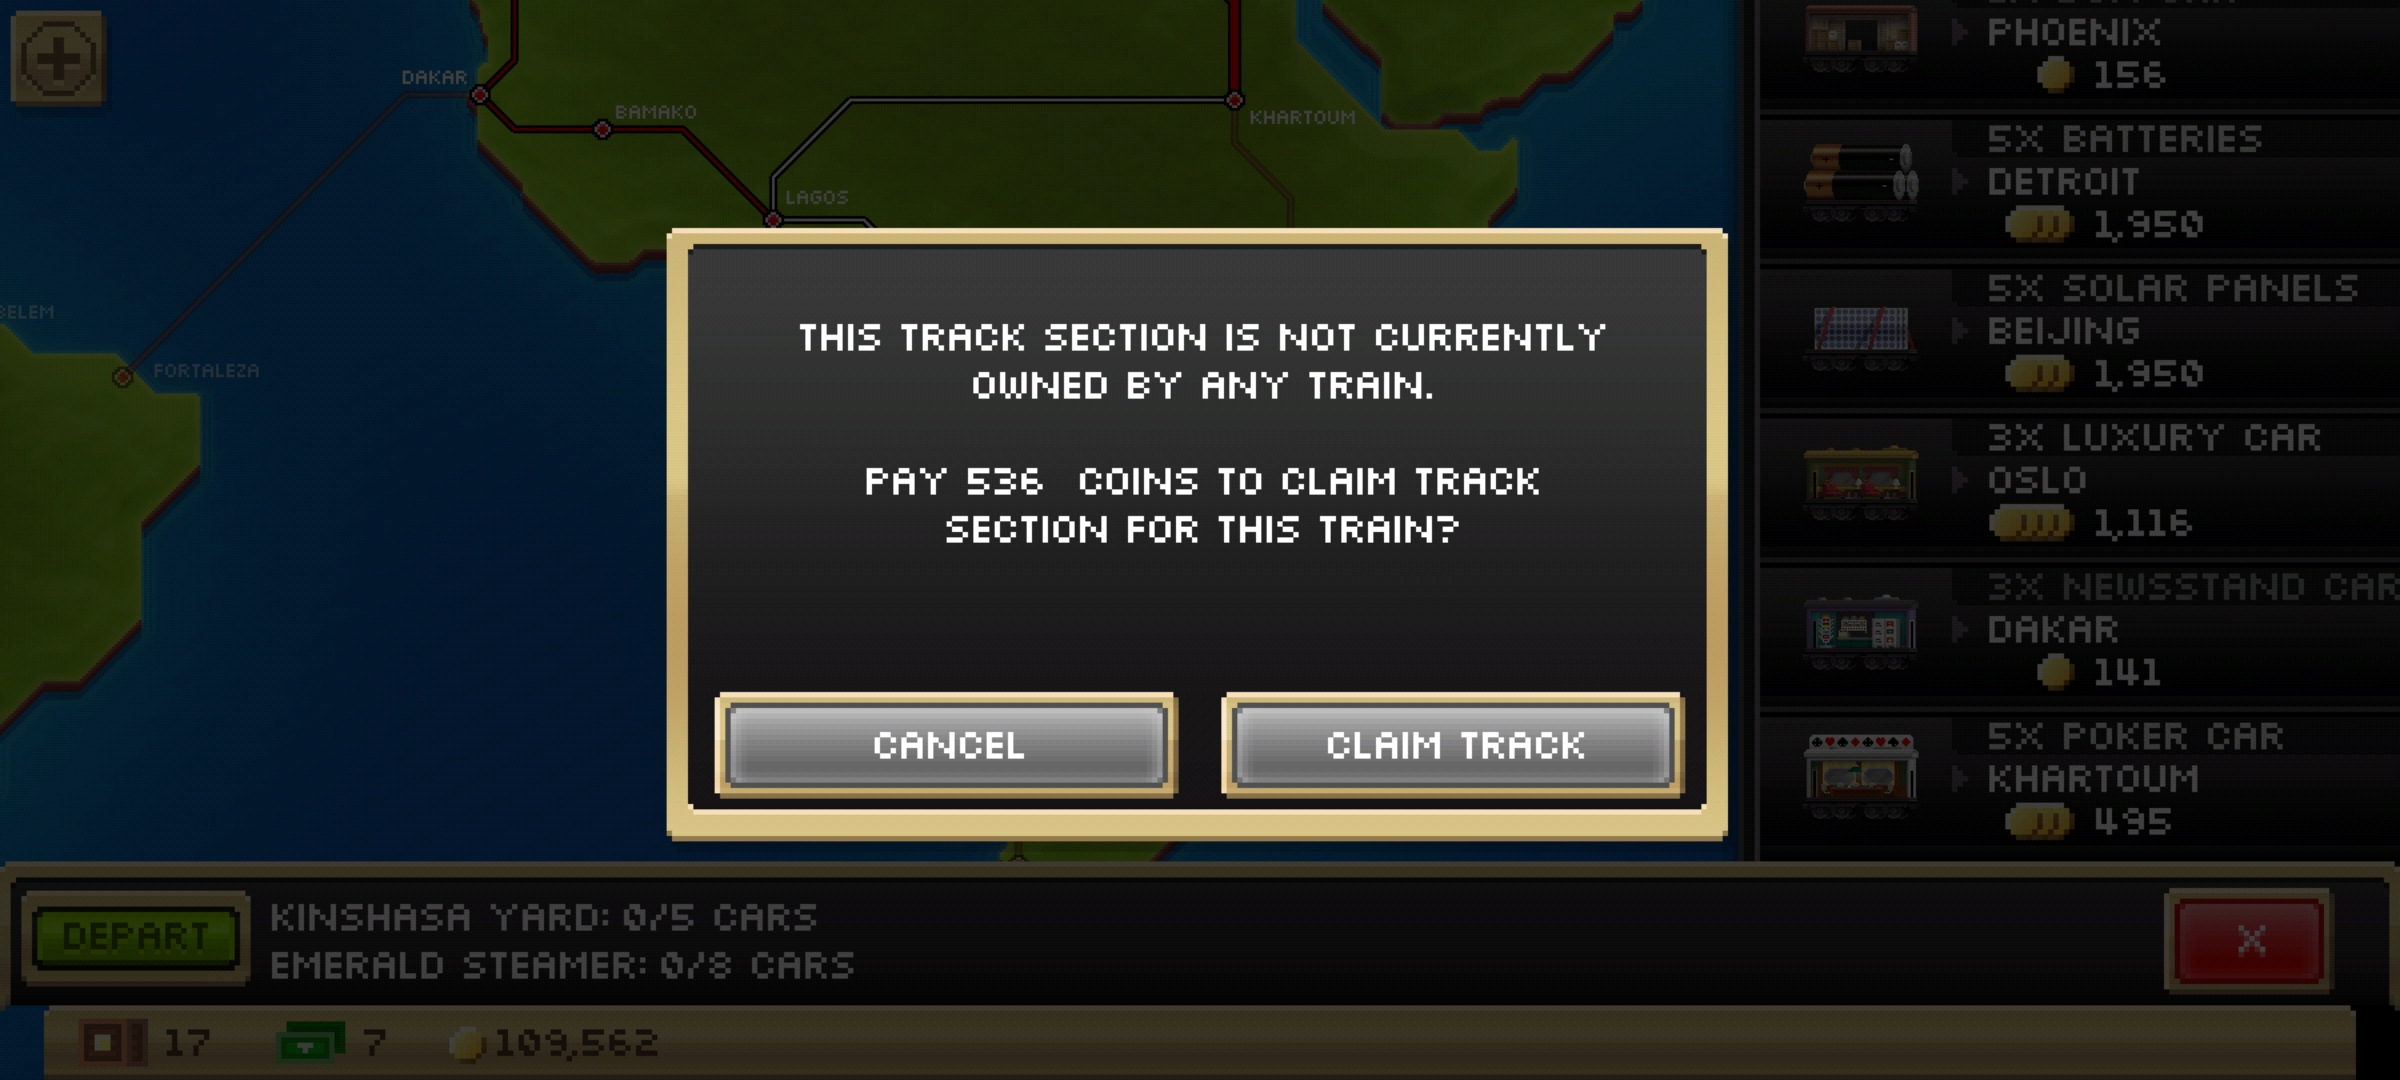 DAKAR
BAMAKO
KHARTOUM
LAGOS
FORTALEZA
THIS TRACK SECTION IS NOT CURRENTLY
OWNED BY ANY TRAIN.
PAY 536 COINS TO CLAIM TRACK
SECTION FOR THIS TRAIN?
CANCEL
CLAIM TRACK
PHOENIX
156
5X BATTERIES
DETROIT
1,950
5X SOLAR PANELS
BEIJING
1,950
3X LUXURY CAR
OSLO
1,116
3X NEWSSTAND CAR
DAKAR
141
5X POKER CAR
KHARTOUM
495
DEPART
KINSHASA YARD: 0/5 CARS
EMERALD STEAMER: 0/8 CARS
X
17
7
109,562